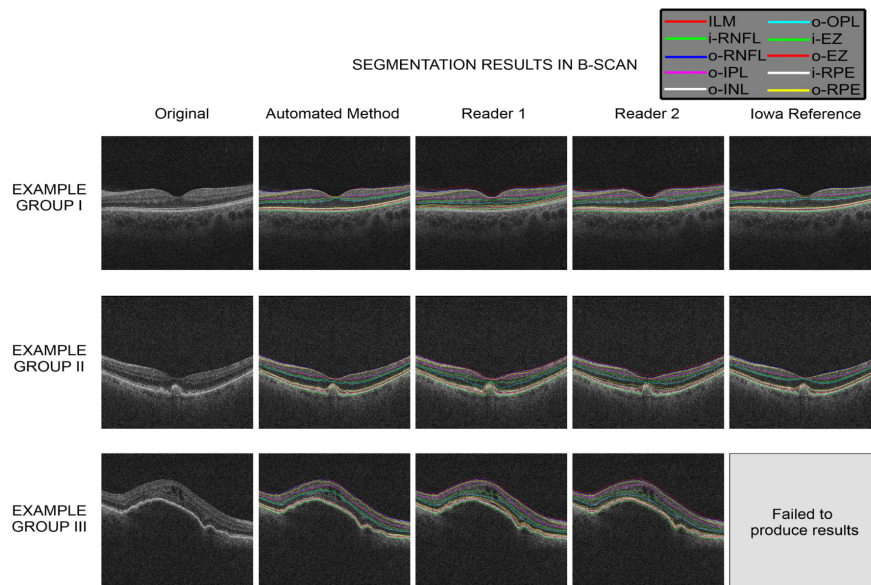 ILM
o-OPL
i-RNFL
i-EZ
o-RNFL
o-EZ
o-IPL
i-RPE
o-INL
o-RPE
SEGMENTATION RESULTS IN B-SCAN
Original
Automated Method
Reader 1
Reader 2
Iowa Reference
EXAMPLE
GROUP I
EXAMPLE
GROUP II
EXAMPLE
GROUP III
Failed to
produce results